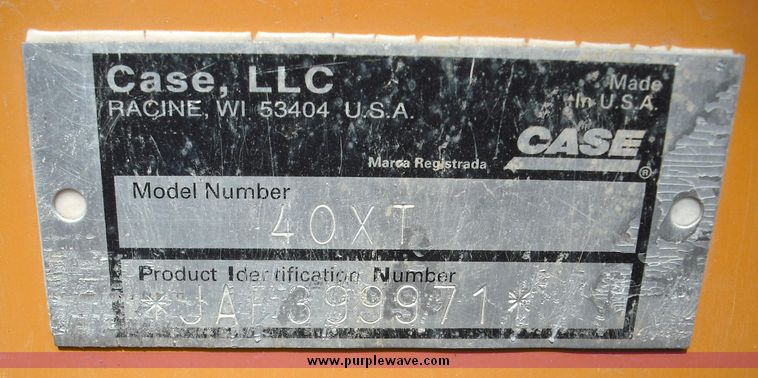 Case, LLC
RACINE, WI 53404 U.S.A.
Made
In U.S.A.
Marca Registrada
CASE
®
Model Number
40XT
Product Identification Number
*JAF399971*
www.purplewave.com